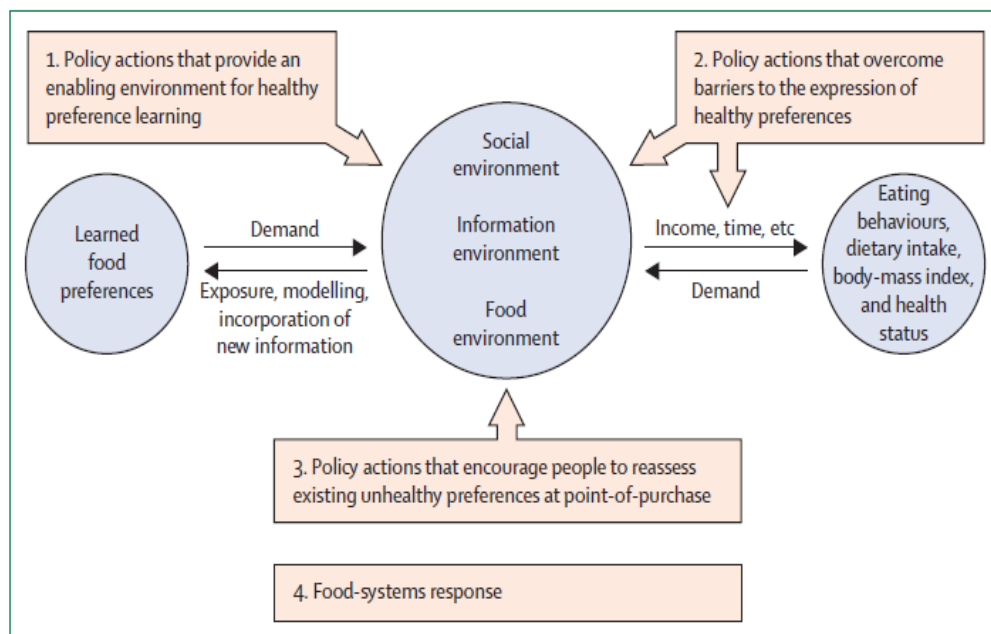 1. Policy actions that provide an
enabling environment for healthy
preference learning
2. Policy actions that overcome
barriers to the expression of
healthy preferences
Social
environment
Information
environment
Food
environment
Learned
food
preferences
Demand
Exposure, modelling,
incorporation of
new information
Income, time, etc
Demand
Eating
behaviours,
dietary intake,
body-mass index,
and health
status
3. Policy actions that encourage people to reassess
existing unhealthy preferences at point-of-purchase
4. Food-systems response